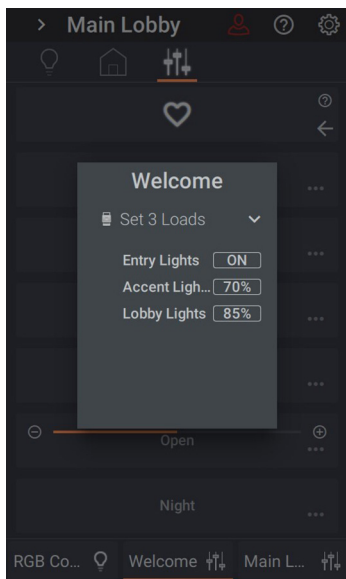 Main Lobby
Welcome
Set 3 Loads
Entry Lights ON
Accent Ligh... 70%
Lobby Lights 85%
Open
Night
RGB Co... Welcome Main L...